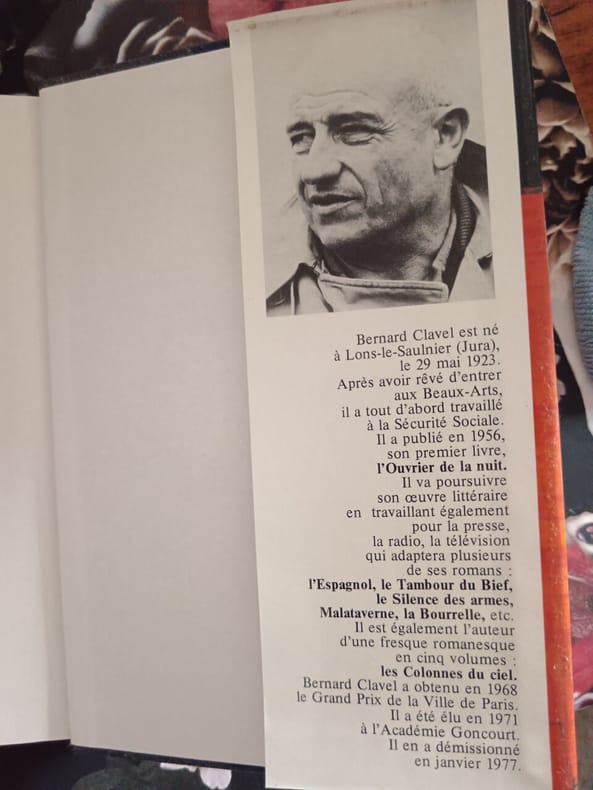 Bernard Clavel est né
à Lons-le-Saulnier (Jura),
le 29 mai 1923.
Après avoir rêvé d'entrer
aux Beaux-Arts,
il a tout d'abord travaillé
à la Sécurité Sociale.
Il a publié en 1956,
son premier livre,
l'Ouvrier de la nuit.
Il va poursuivre
son œuvre littéraire
en travaillant également
pour la presse,
la radio, la télévision
qui adaptera plusieurs
de ses romans :
l'Espagnol, le Tambour du Bief,
le Silence des armes,
Malataverne, la Bourrelle, etc.
Il est également l'auteur
d'une fresque romanesque
en cinq volumes :
les Colonnes du ciel.
Bernard Clavel a obtenu en 1968
le Grand Prix de la Ville de Paris.
Il a été élu en 1971
à l'Académie Goncourt.
Il en a démissionné
en janvier 1977.